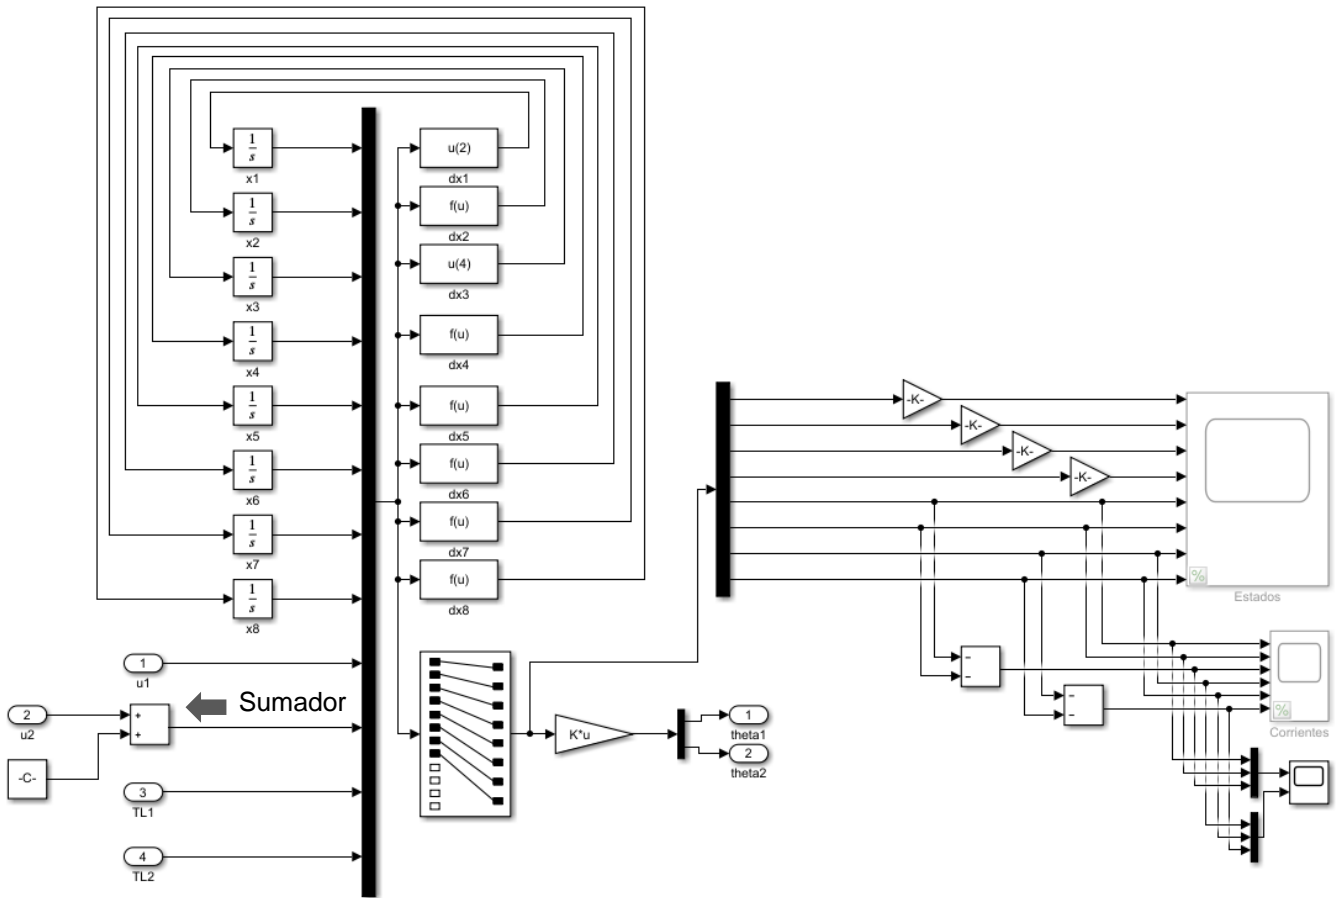 1
s
x1
1
s
x2
1
s
x3
1
s
x4
1
s
x5
1
s
x6
1
s
x7
1
s
x8
u(2)
dx1
f(u)
dx2
u(4)
dx3
f(u)
dx4
f(u)
dx5
f(u)
dx6
f(u)
dx7
f(u)
dx8
1
u1
2
u2
+
+
Sumador
-C-
3
TL1
4
TL2
K*u
1
theta1
2
theta2
-K-
-K-
-K-
-K-
%
Estados
-
-
-
-
%
Corrientes